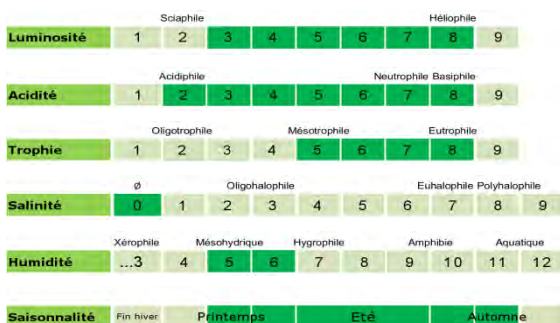 Sciaphile Héliophile
Luminosité 1 2 3 4 5 6 7 8 9
Acidiphile Neutrophile Basiphile
Acidité 1 2 3 4 5 6 7 8 9
Oligotrophile Mésotrophile Eutrophile
Trophie 1 2 3 4 5 6 7 8 9
ø Oligohalophile Euhalophile Polyhalophile
Salinité 0 1 2 3 4 5 6 7 8 9
Xérophile Mésohydrique Hygrophile Amphibie Aquatique
Humidité ...3 4 5 6 7 8 9 10 11 12
Saisonnalité Fin hiver Printemps Eté Automne